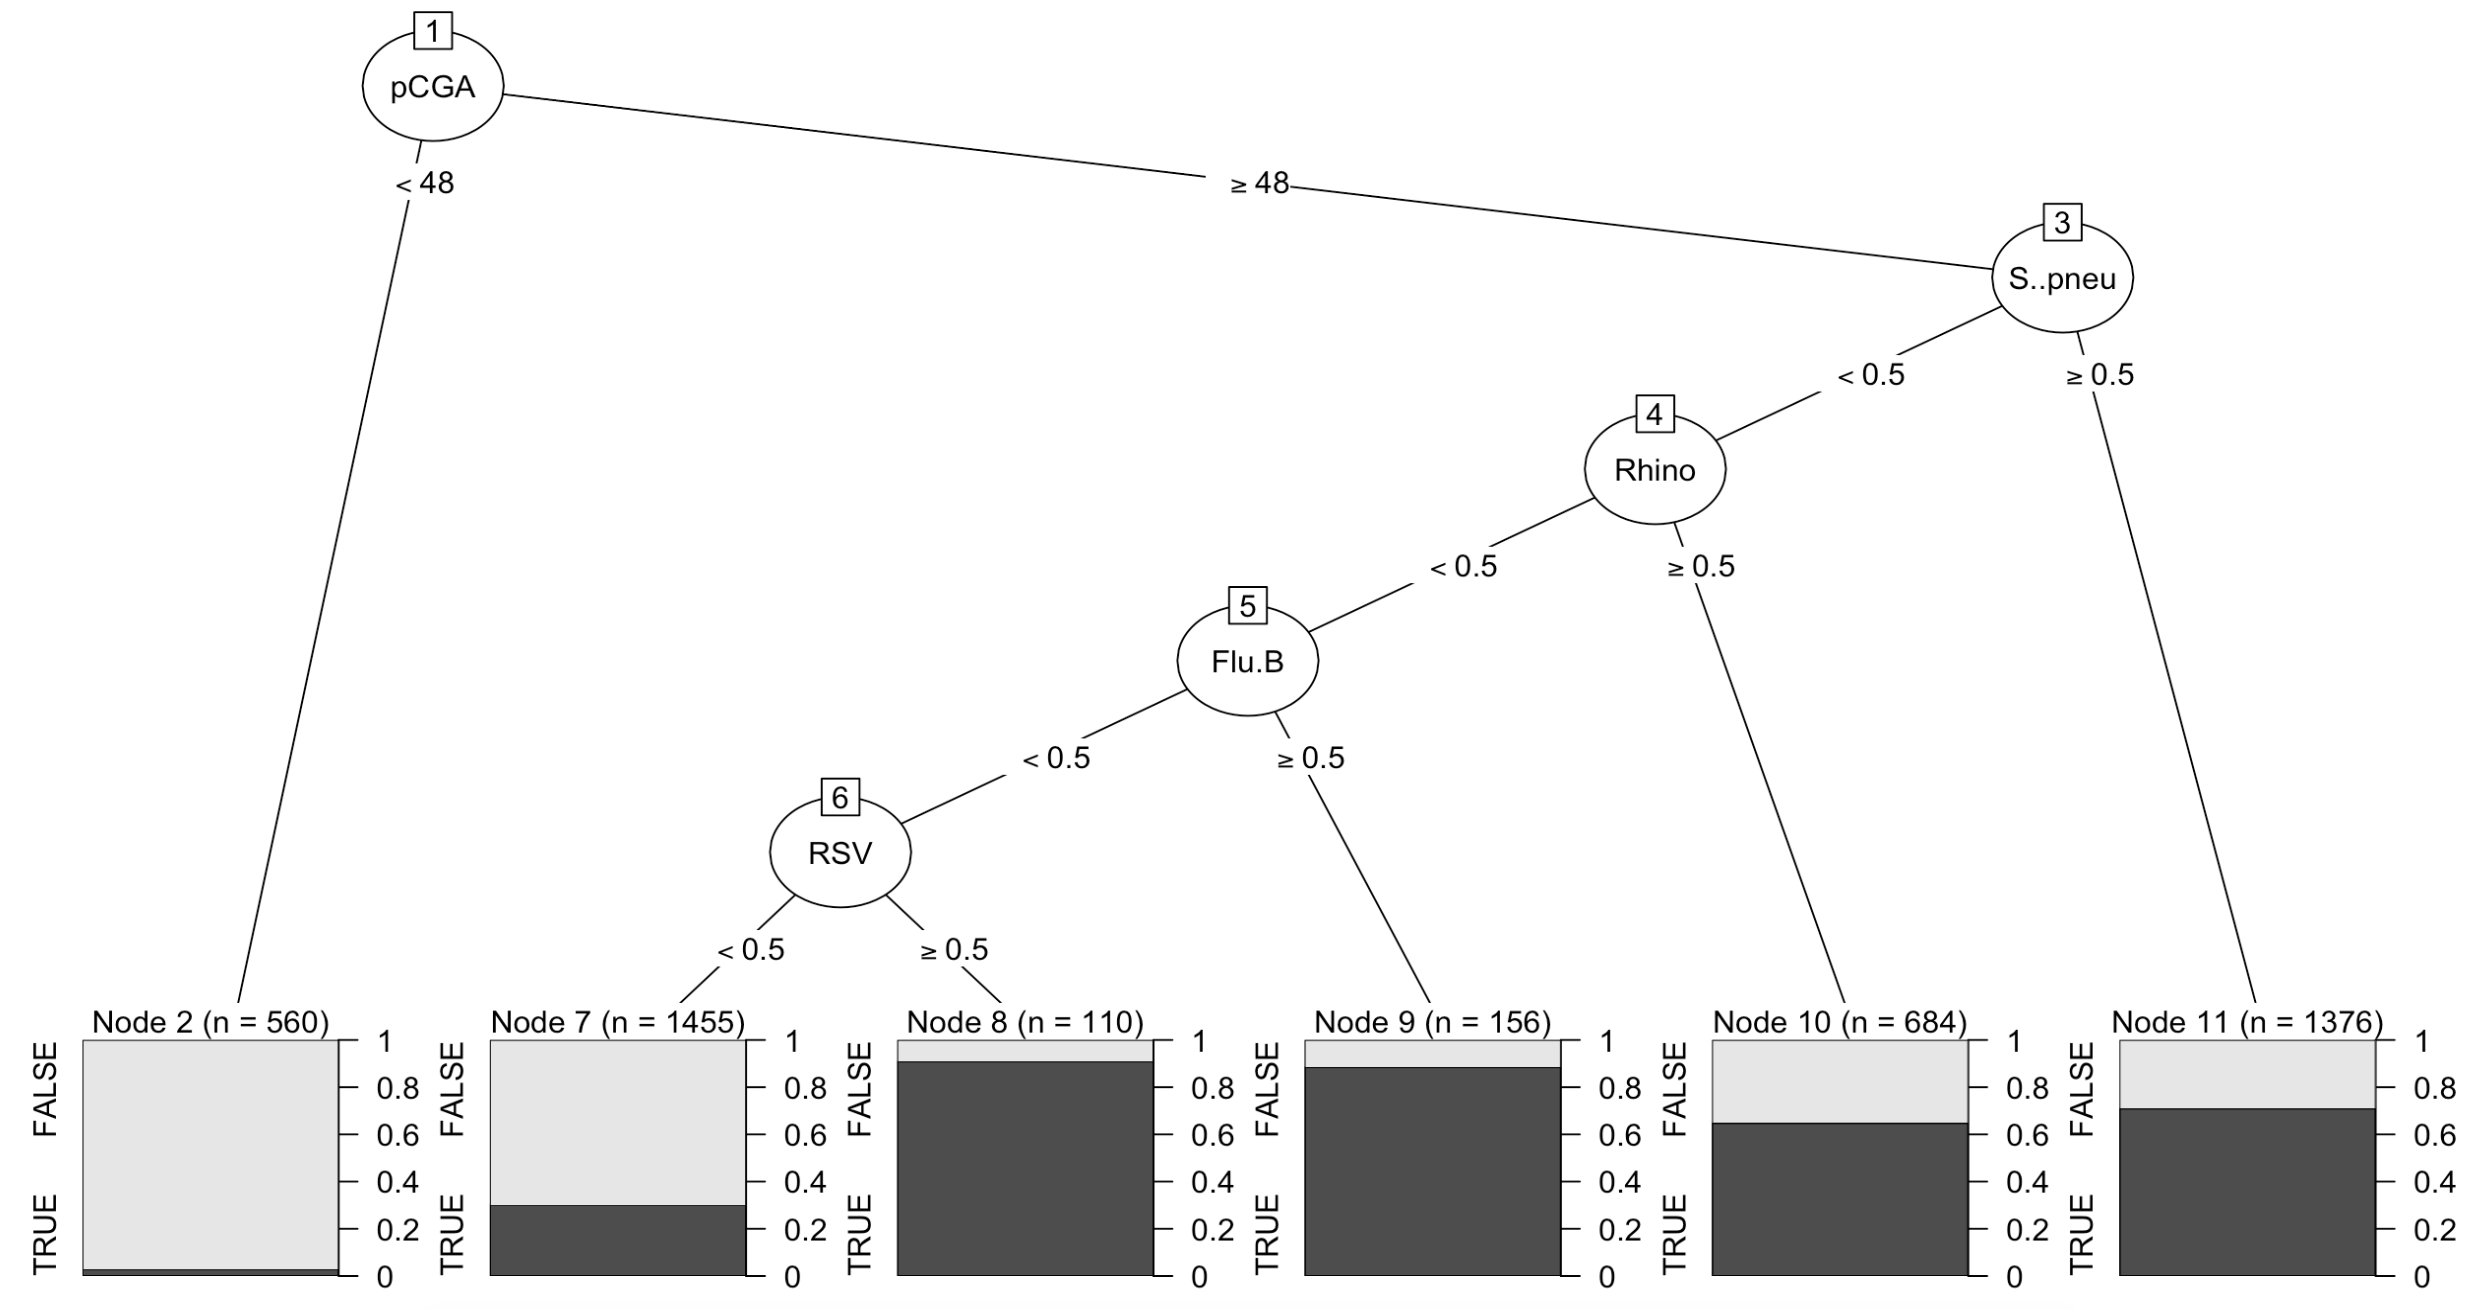 1
pCGA
< 48
≥ 48
3
S..pneu
< 0.5
≥ 0.5
4
Rhino
< 0.5
≥ 0.5
5
Flu.B
< 0.5
≥ 0.5
6
RSV
< 0.5
≥ 0.5
Node 2 (n = 560)
FALSE
TRUE
1
0.8
0.6
0.4
0.2
0
Node 7 (n = 1455)
FALSE
TRUE
1
0.8
0.6
0.4
0.2
0
Node 8 (n = 110)
FALSE
TRUE
1
0.8
0.6
0.4
0.2
0
Node 9 (n = 156)
FALSE
TRUE
1
0.8
0.6
0.4
0.2
0
Node 10 (n = 684)
FALSE
TRUE
1
0.8
0.6
0.4
0.2
0
Node 11 (n = 1376)
FALSE
TRUE
1
0.8
0.6
0.4
0.2
0